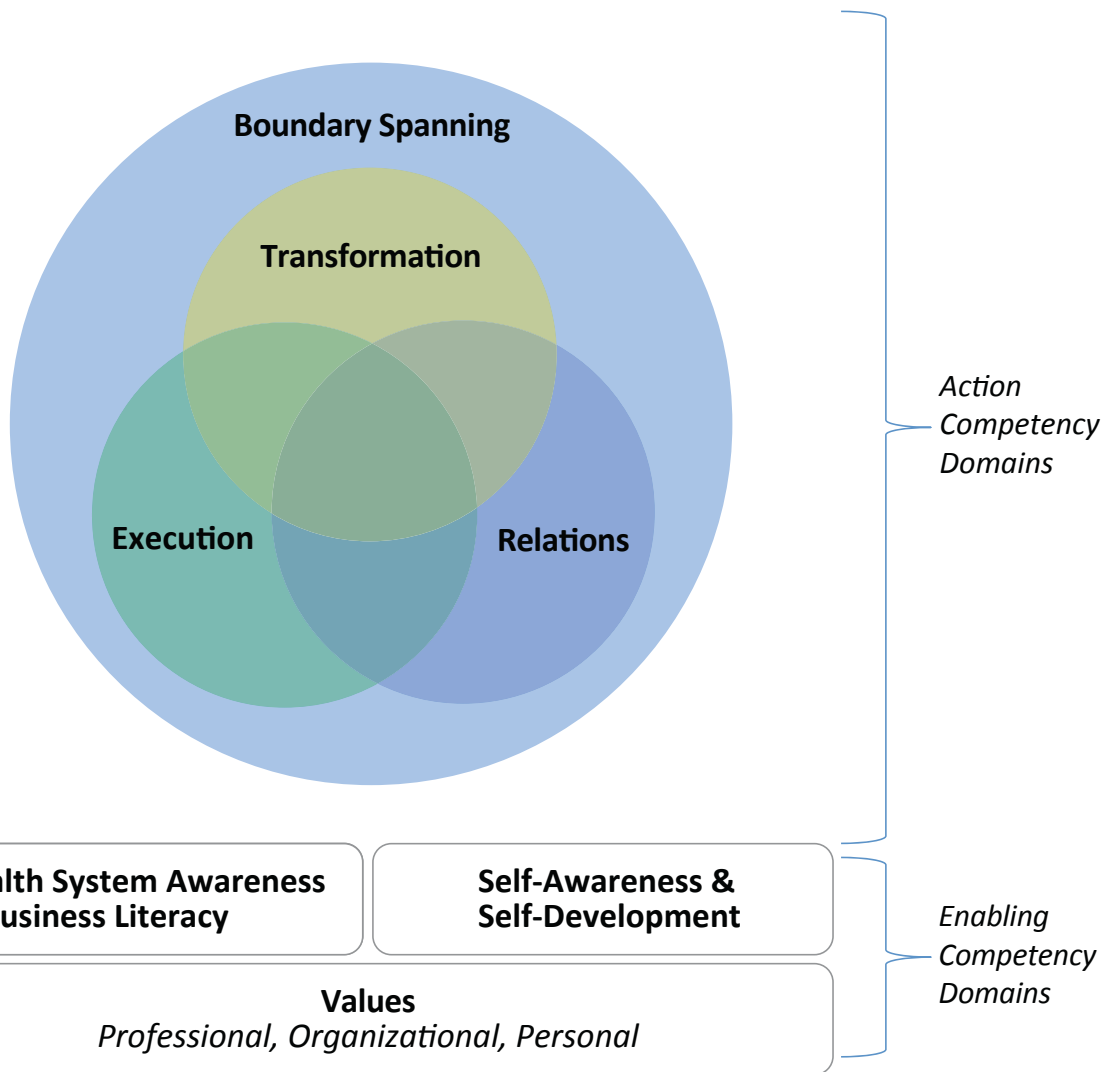 Boundary Spanning
Transformation
Execution
Relations
Action
Competency
Domains
alth System Awareness
usiness Literacy
Self-Awareness &
Self-Development
Enabling
Competency
Domains
Values
Professional, Organizational, Personal